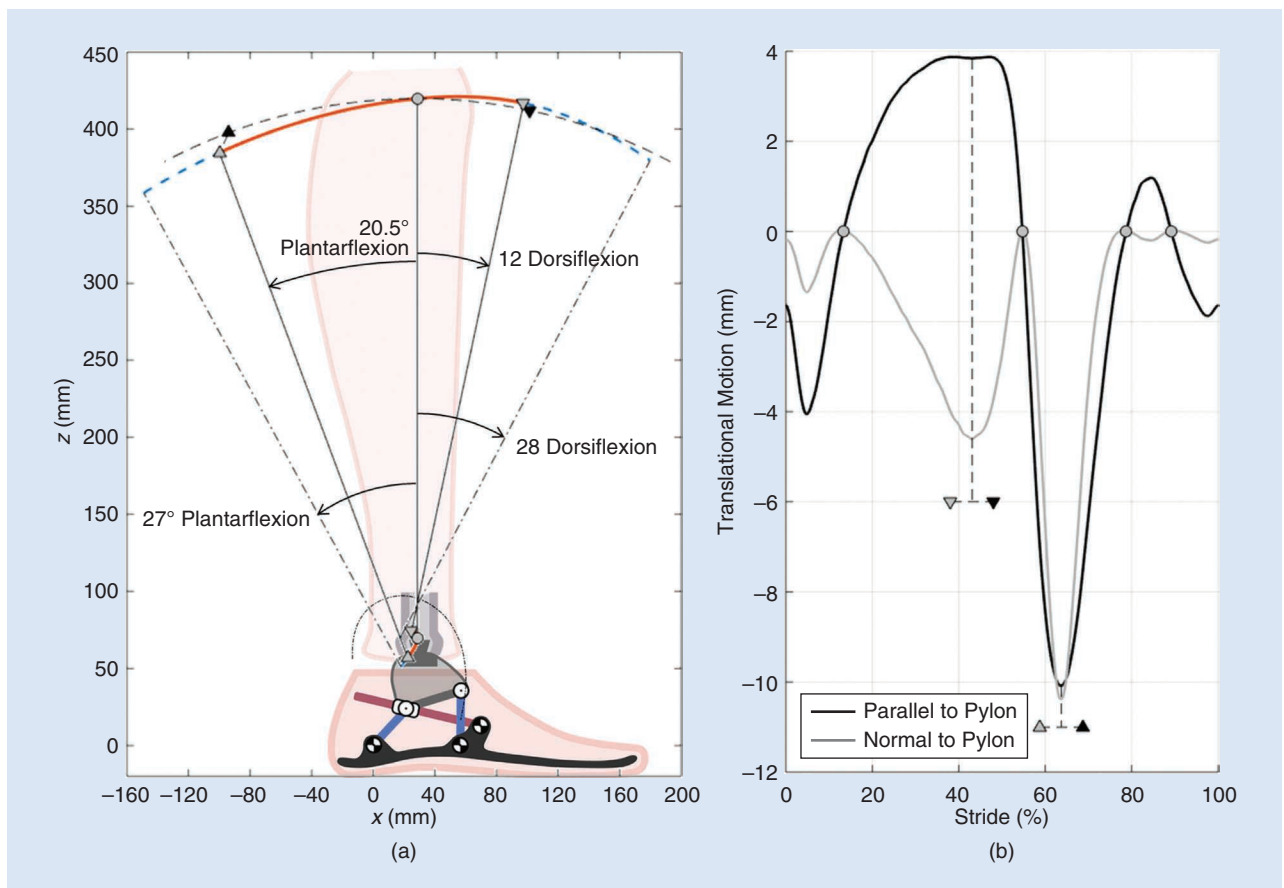 450
400
350
300
250
200
150
100
50
0
z (mm)
20.5°
Plantarflexion
12 Dorsiflexion
28 Dorsiflexion
27° Plantarflexion
–160 –120 –80 –40 0 40 80 120 160 200
x (mm)
(a)
4
2
0
–2
–4
–6
–8
–10
–12
Translational Motion (mm)
Parallel to Pylon
Normal to Pylon
0 20 40 60 80 100
Stride (%)
(b)